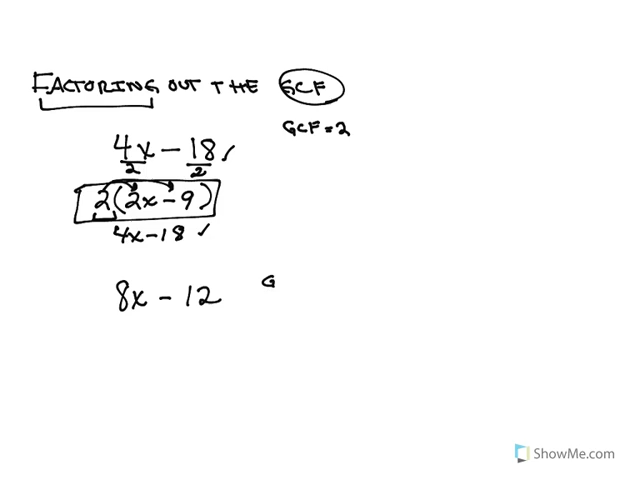 FACTORING OUT THE GCF
GCF = 2
4x - 18 ✓
2 2
2(2x - 9)
4x - 18 ✓
8x - 12 G
ShowMe.com